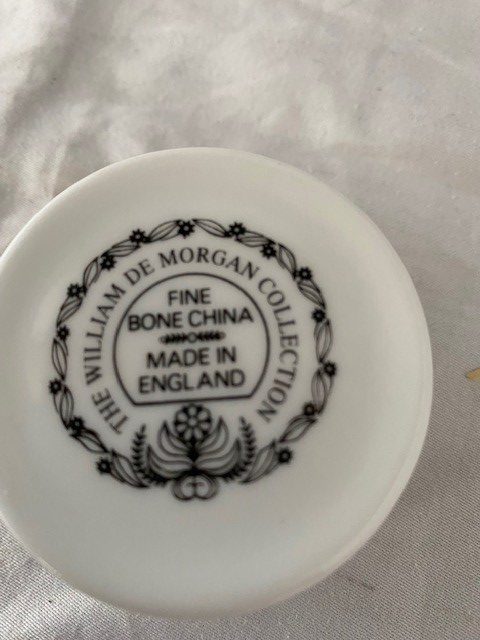 THE WILLIAM DE MORGAN COLLECTION
FINE
BONE CHINA
MADE IN
ENGLAND